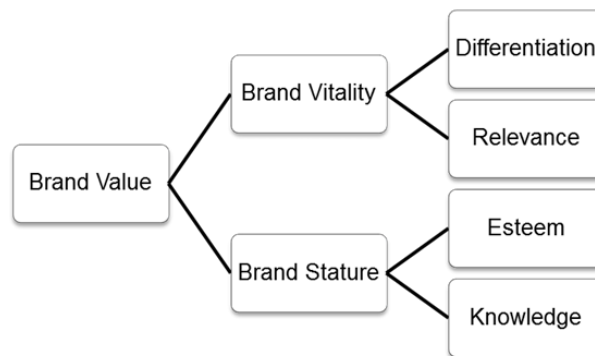 Differentiation
Brand Vitality
Relevance
Brand Value
Esteem
Brand Stature
Knowledge